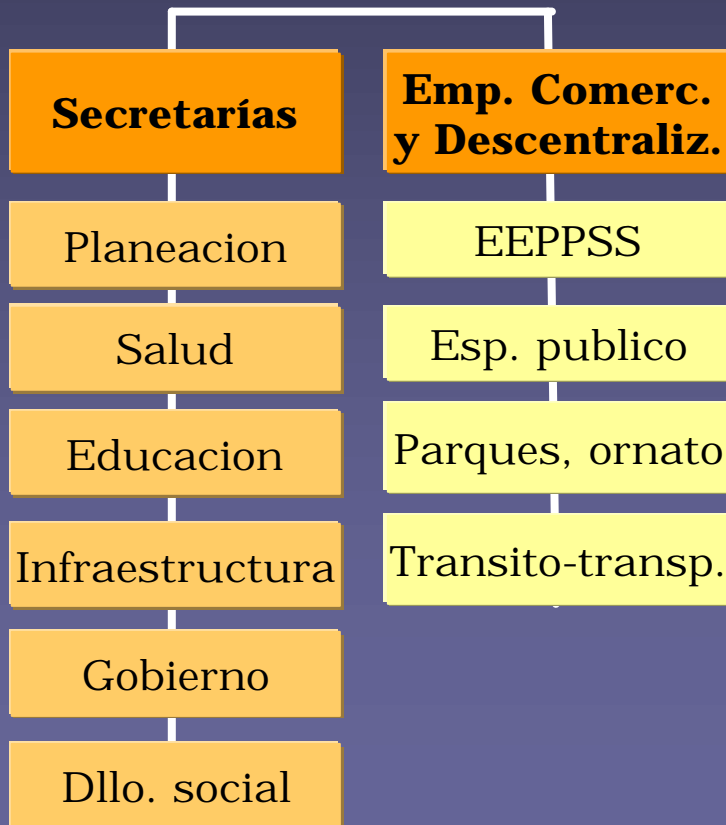 Secretarías
Planeacion
Salud
Educacion
Infraestructura
Gobierno
Dllo. social
Emp. Comerc.
y Descentraliz.
EEPPSS
Esp. publico
Parques, ornato
Transito-transp.